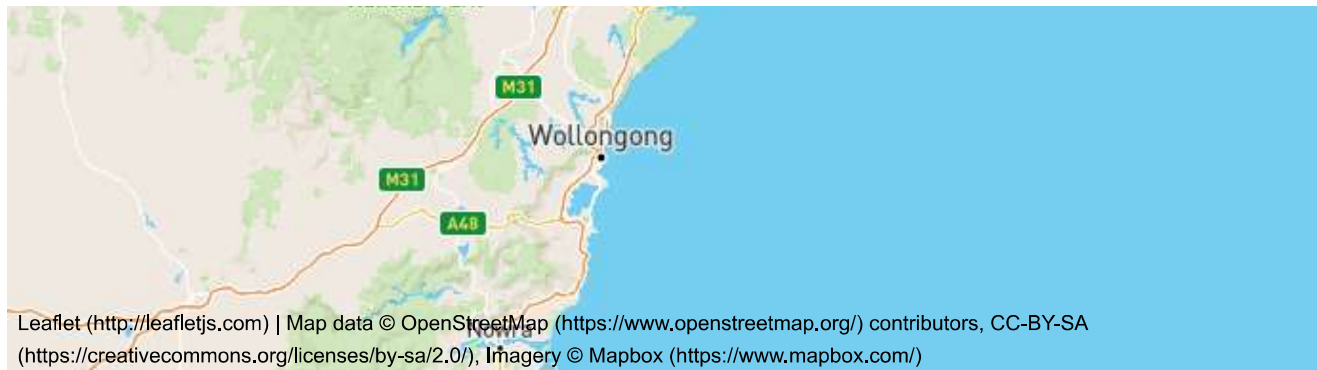 M31
Wollongong
M31
A48
Nowra
Leaflet (http://leafletjs.com) | Map data © OpenStreetMap (https://www.openstreetmap.org/) contributors, CC-BY-SA
(https://creativecommons.org/licenses/by-sa/2.0/), Imagery © Mapbox (https://www.mapbox.com/)